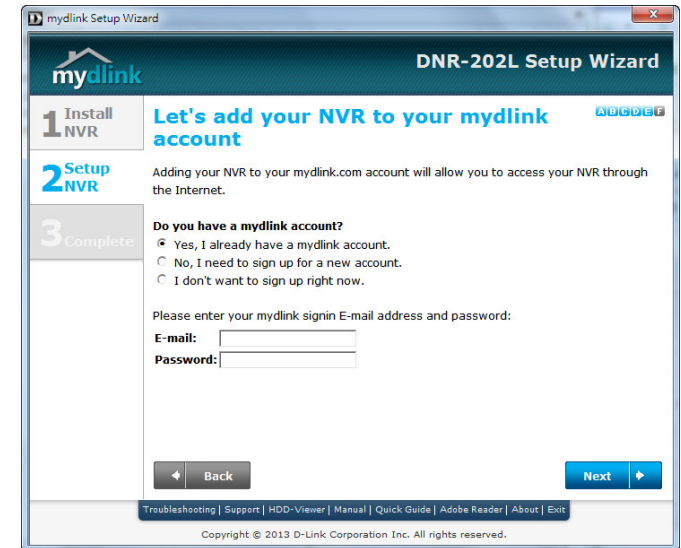 mydlink Setup Wizard
mydlink
DNR-202L Setup Wizard
1 Install NVR
2 Setup NVR
3 Complete
Let's add your NVR to your mydlink account
A B C D E F
Adding your NVR to your mydlink.com account will allow you to access your NVR through
the Internet.
Do you have a mydlink account?
Yes, I already have a mydlink account.
No, I need to sign up for a new account.
I don't want to sign up right now.
Please enter your mydlink signin E-mail address and password:
E-mail:
Password:
Back
Next
Troubleshooting | Support | HDD-Viewer | Manual | Quick Guide | Adobe Reader | About | Exit
Copyright © 2013 D-Link Corporation Inc. All rights reserved.